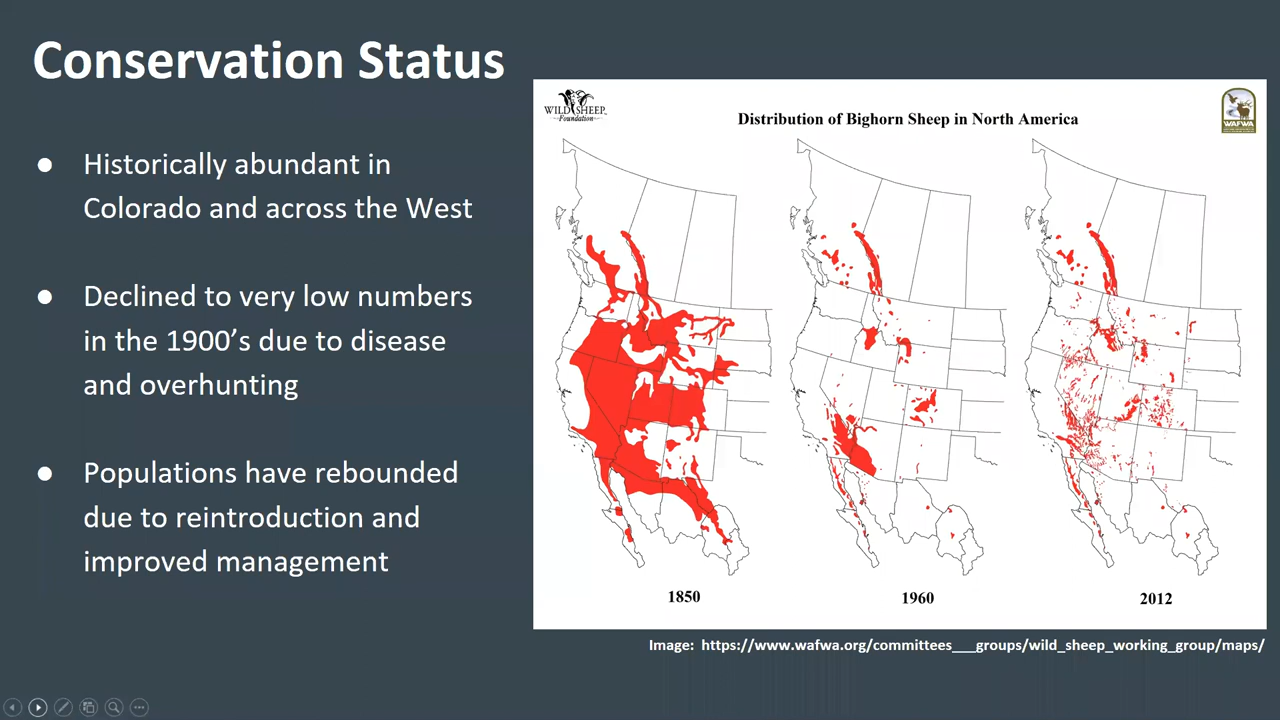 Conservation Status
● Historically abundant in
Colorado and across the West
● Declined to very low numbers
in the 1900's due to disease
and overhunting
● Populations have rebounded
due to reintroduction and
improved management
WILD SHEEP
Foundation
Distribution of Bighorn Sheep in North America
WAFWA
1850
1960
2012
Image: https://www.wafwa.org/committees___groups/wild_sheep_working_group/maps/